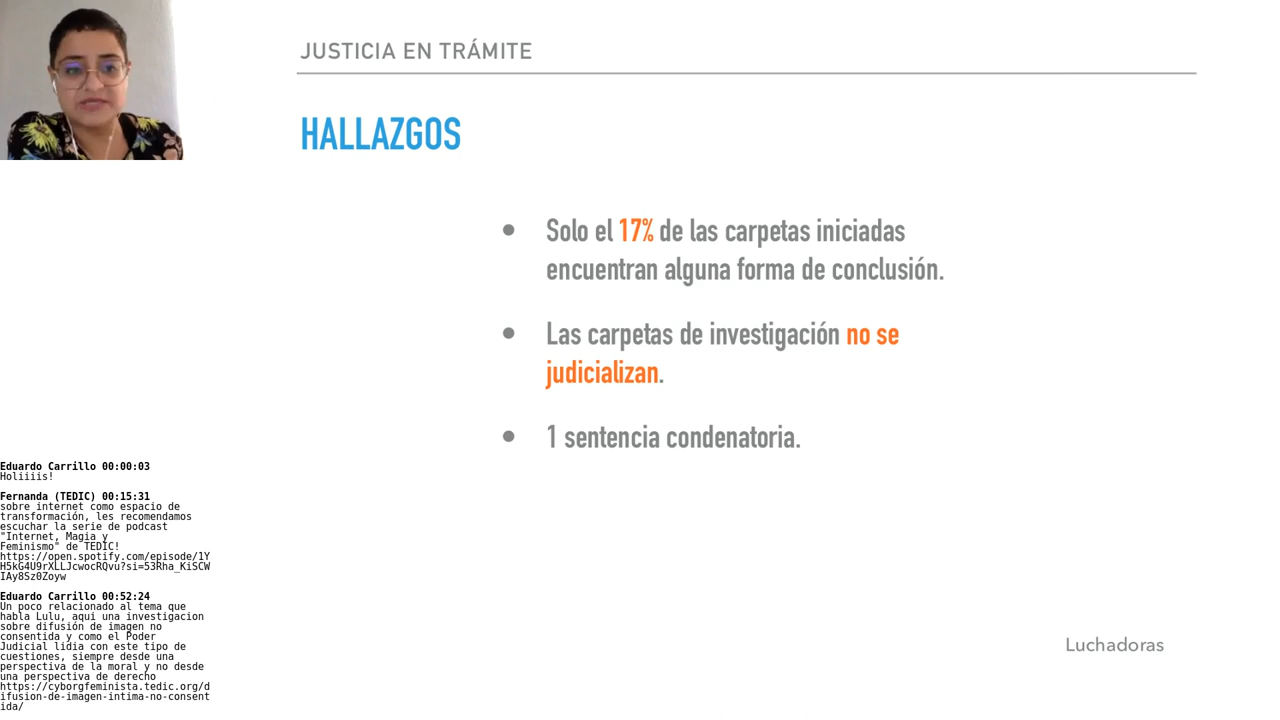 JUSTICIA EN TRÁMITE
HALLAZGOS
• Solo el 17% de las carpetas iniciadas
encuentran alguna forma de conclusión.
• Las carpetas de investigación no se
judicializan.
• 1 sentencia condenatoria.
Luchadoras
Eduardo Carrillo 00:00:03
Holiiiis!
Fernanda (TEDIC) 00:15:31
sobre internet como espacio de
transformación, les recomendamos
escuchar la serie de podcast
"Internet, Magia y
Feminismo" de TEDIC!
https://open.spotify.com/episode/1Y
H5kG4U9rXLLJcwocRQvu?si=53Rha_KiSCW
IAy8Sz0Zoyw
Eduardo Carrillo 00:52:24
Un poco relacionado al tema que
habla Lulu, aqui una investigacion
sobre difusión de imagen no
consentida y como el Poder
Judicial lidia con este tipo de
cuestiones, siempre desde una
perspectiva de la moral y no desde
una perspectiva de derecho
https://cyborgfeminista.tedic.org/d
ifusion-de-imagen-intima-no-consent
ida/